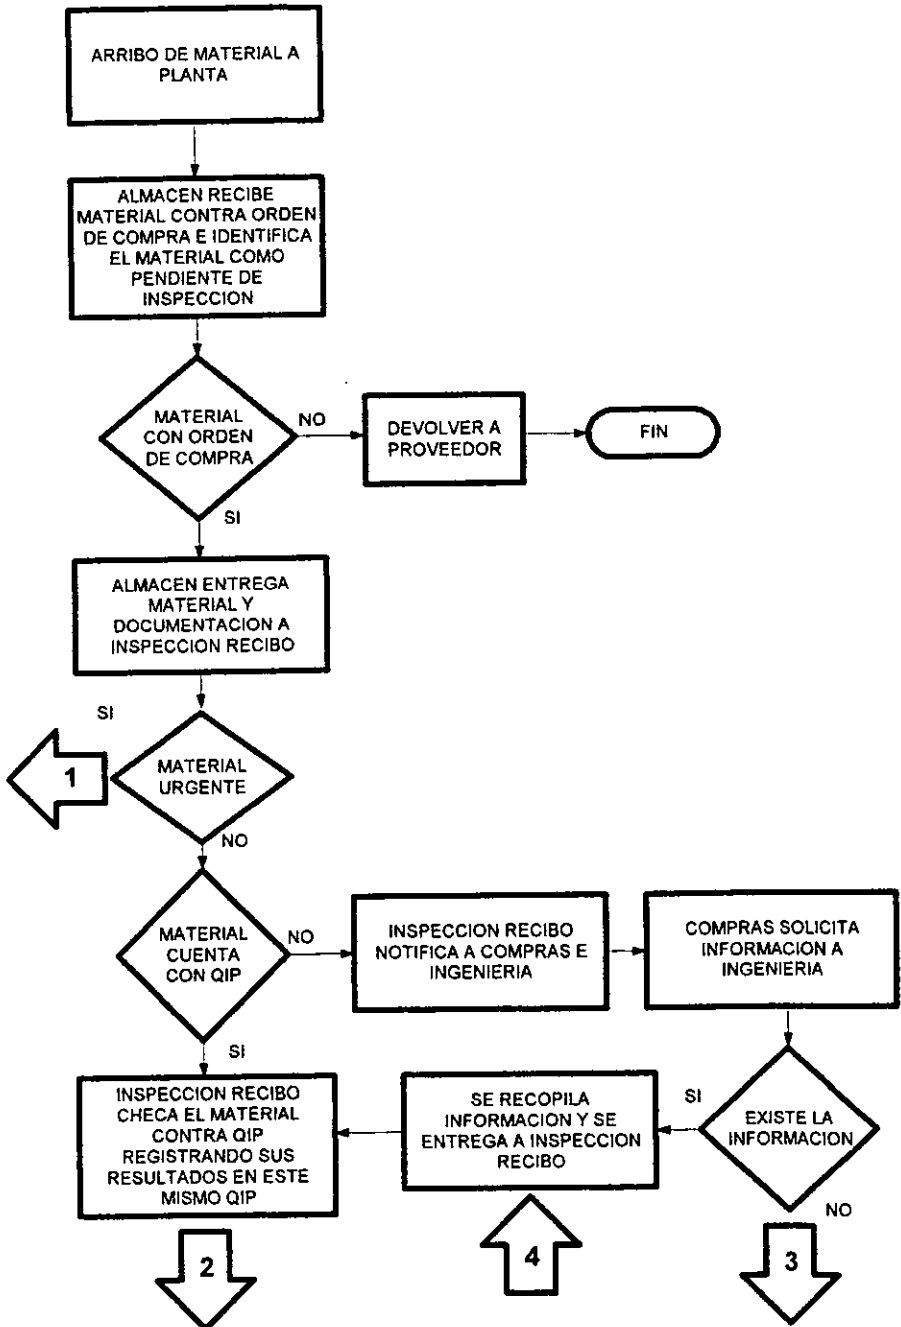 ARRIBO DE MATERIAL A
PLANTA
ALMACEN RECIBE
MATERIAL CONTRA ORDEN
DE COMPRA E IDENTIFICA
EL MATERIAL COMO
PENDIENTE DE
INSPECCION
MATERIAL
CON ORDEN
DE COMPRA
NO
DEVOLVER A
PROVEEDOR
FIN
SI
ALMACEN ENTREGA
MATERIAL Y
DOCUMENTACION A
INSPECCION RECIBO
SI
1
MATERIAL
URGENTE
NO
MATERIAL
CUENTA
CON QIP
NO
INSPECCION RECIBO
NOTIFICA A COMPRAS E
INGENIERIA
COMPRAS SOLICITA
INFORMACION A
INGENIERIA
SI
INSPECCION RECIBO
CHECA EL MATERIAL
CONTRA QIP
REGISTRANDO SUS
RESULTADOS EN ESTE
MISMO QIP
SE RECOPILA
INFORMACION Y SE
ENTREGA A INSPECCION
RECIBO
SI
EXISTE LA
INFORMACION
NO
2
4
3